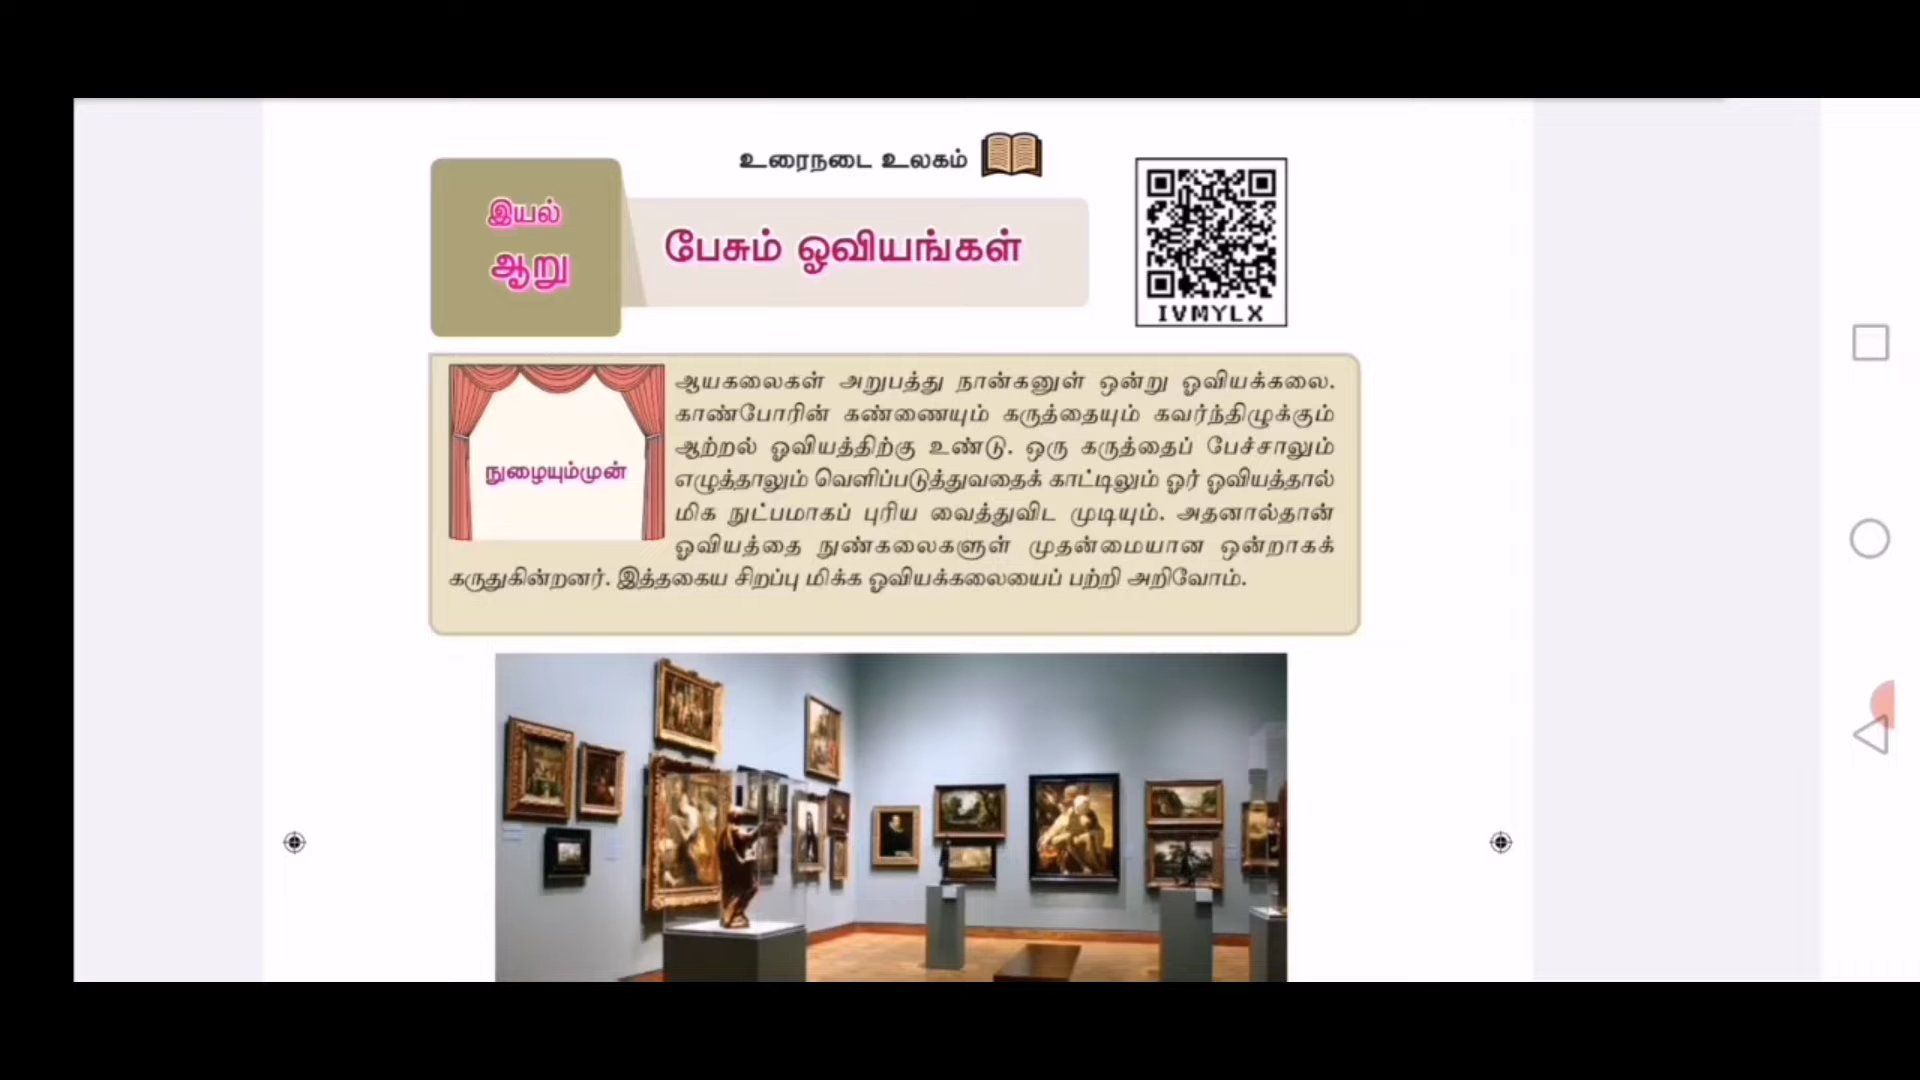 உரைநடை உலகம்
இயல்
ஆறு
பேசும் ஓவியங்கள்
IVMYLX
நுழையும்முன்
ஆயகலைகள் அறுபத்து நான்கனுள் ஒன்று ஓவியக்கலை.
காண்போரின் கண்ணையும் கருத்தையும் கவர்ந்திழுக்கும்
ஆற்றல் ஓவியத்திற்கு உண்டு. ஒரு கருத்தைப் பேச்சாலும்
எழுத்தாலும் வெளிப்படுத்துவதைக் காட்டிலும் ஓர் ஓவியத்தால்
மிக நுட்பமாகப் புரிய வைத்துவிட முடியும். அதனால்தான்
ஓவியத்தை நுண்கலைகளுள் முதன்மையான ஒன்றாகக்
கருதுகின்றனர். இத்தகைய சிறப்பு மிக்க ஓவியக்கலையைப் பற்றி அறிவோம்.